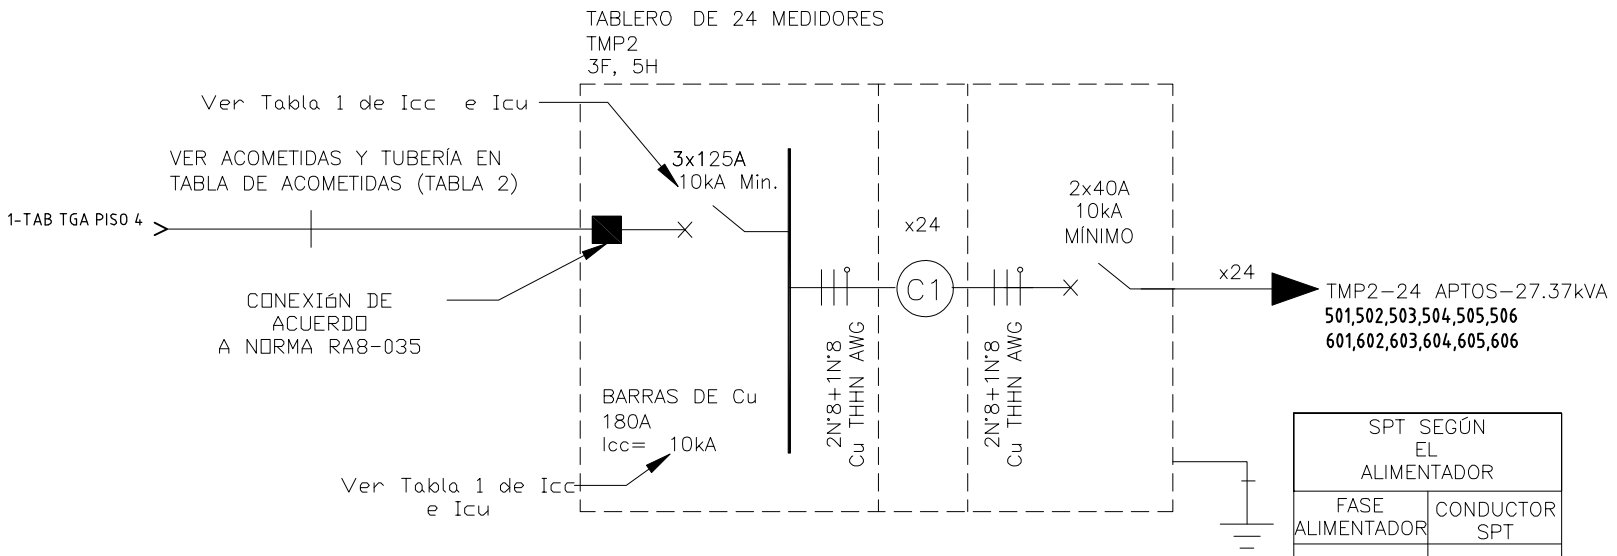 TABLERO DE 24 MEDIDORES
TMP2
3F, 5H
Ver Tabla 1 de Icc e Icu
VER ACOMETIDAS Y TUBERÍA EN
TABLA DE ACOMETIDAS (TABLA 2)
3x125A
10kA Min.
1-TAB TGA PISO 4
CONEXIóN DE
ACUERDO
A NORMA RA8-035
x24
C1
2x40A
10kA
MÍNIMO
x24
TMP2-24 APTOS-27.37kVA
501,502,503,504,505,506
601,602,603,604,605,606
2N°8+1N°8
Cu THHN AWG
2N°8+1N°8
Cu THHN AWG
BARRAS DE Cu
180A
Icc= 10kA
Ver Tabla 1 de Icc
e Icu
SPT SEGÚN
EL
ALIMENTADOR
FASE
ALIMENTADOR
CONDUCTOR
SPT